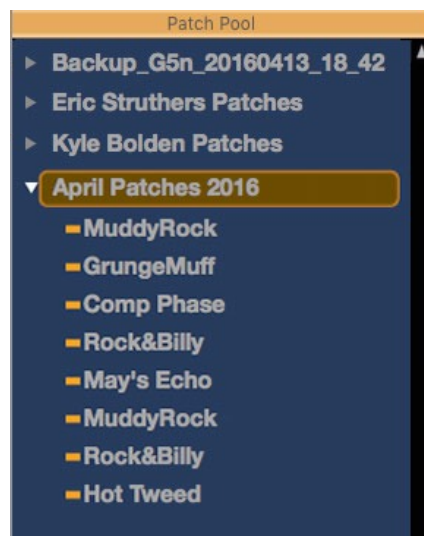 Patch Pool
Backup_G5n_20160413_18_42
Eric Struthers Patches
Kyle Bolden Patches
April Patches 2016
MuddyRock
GrungeMuff
Comp Phase
Rock&Billy
May's Echo
MuddyRock
Rock&Billy
Hot Tweed